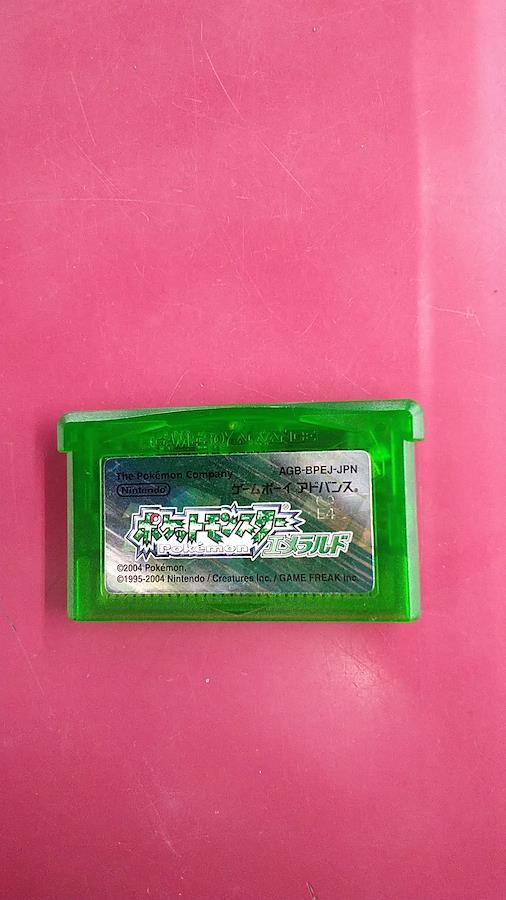 GAME BOY ADVANCE
The Pokémon Company AGB-BPEJ-JPN
Nintendo ゲームボーイ アドバンス®
ポケットモンスター
Pokémon エメラルド
©2004 Pokémon.
©1995-2004 Nintendo / Creatures Inc. / GAME FREAK Inc.